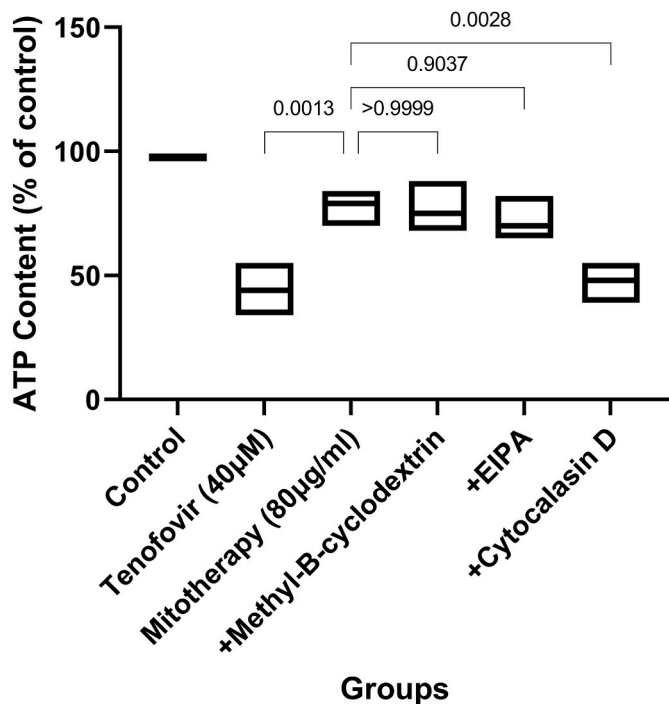 ATP Content (% of control)
150
100
50
0
0.0028
0.9037
0.0013
>0.9999
Control
Tenofovir (40µM)
Mitotherapy (80µg/ml)
+Methyl-B-cyclodextrin
+EIPA
+Cytocalasin D
Groups